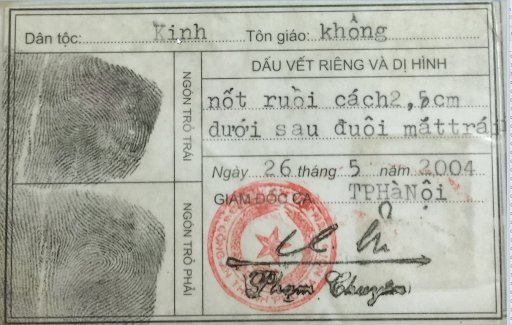 Dân tộc: Kinh Tôn giáo: không
DẤU VẾT RIÊNG VÀ DỊ HÌNH
NGÓN TRỎ TRÁI
nốt ruồi cách2,5cm
dưới sau đuôi mắttrái
Ngày 26 tháng 5 năm 2004
GIÁM ĐỐC CA TPHàNội
NGÓN TRỎ PHẢI
Phạm Chuyên